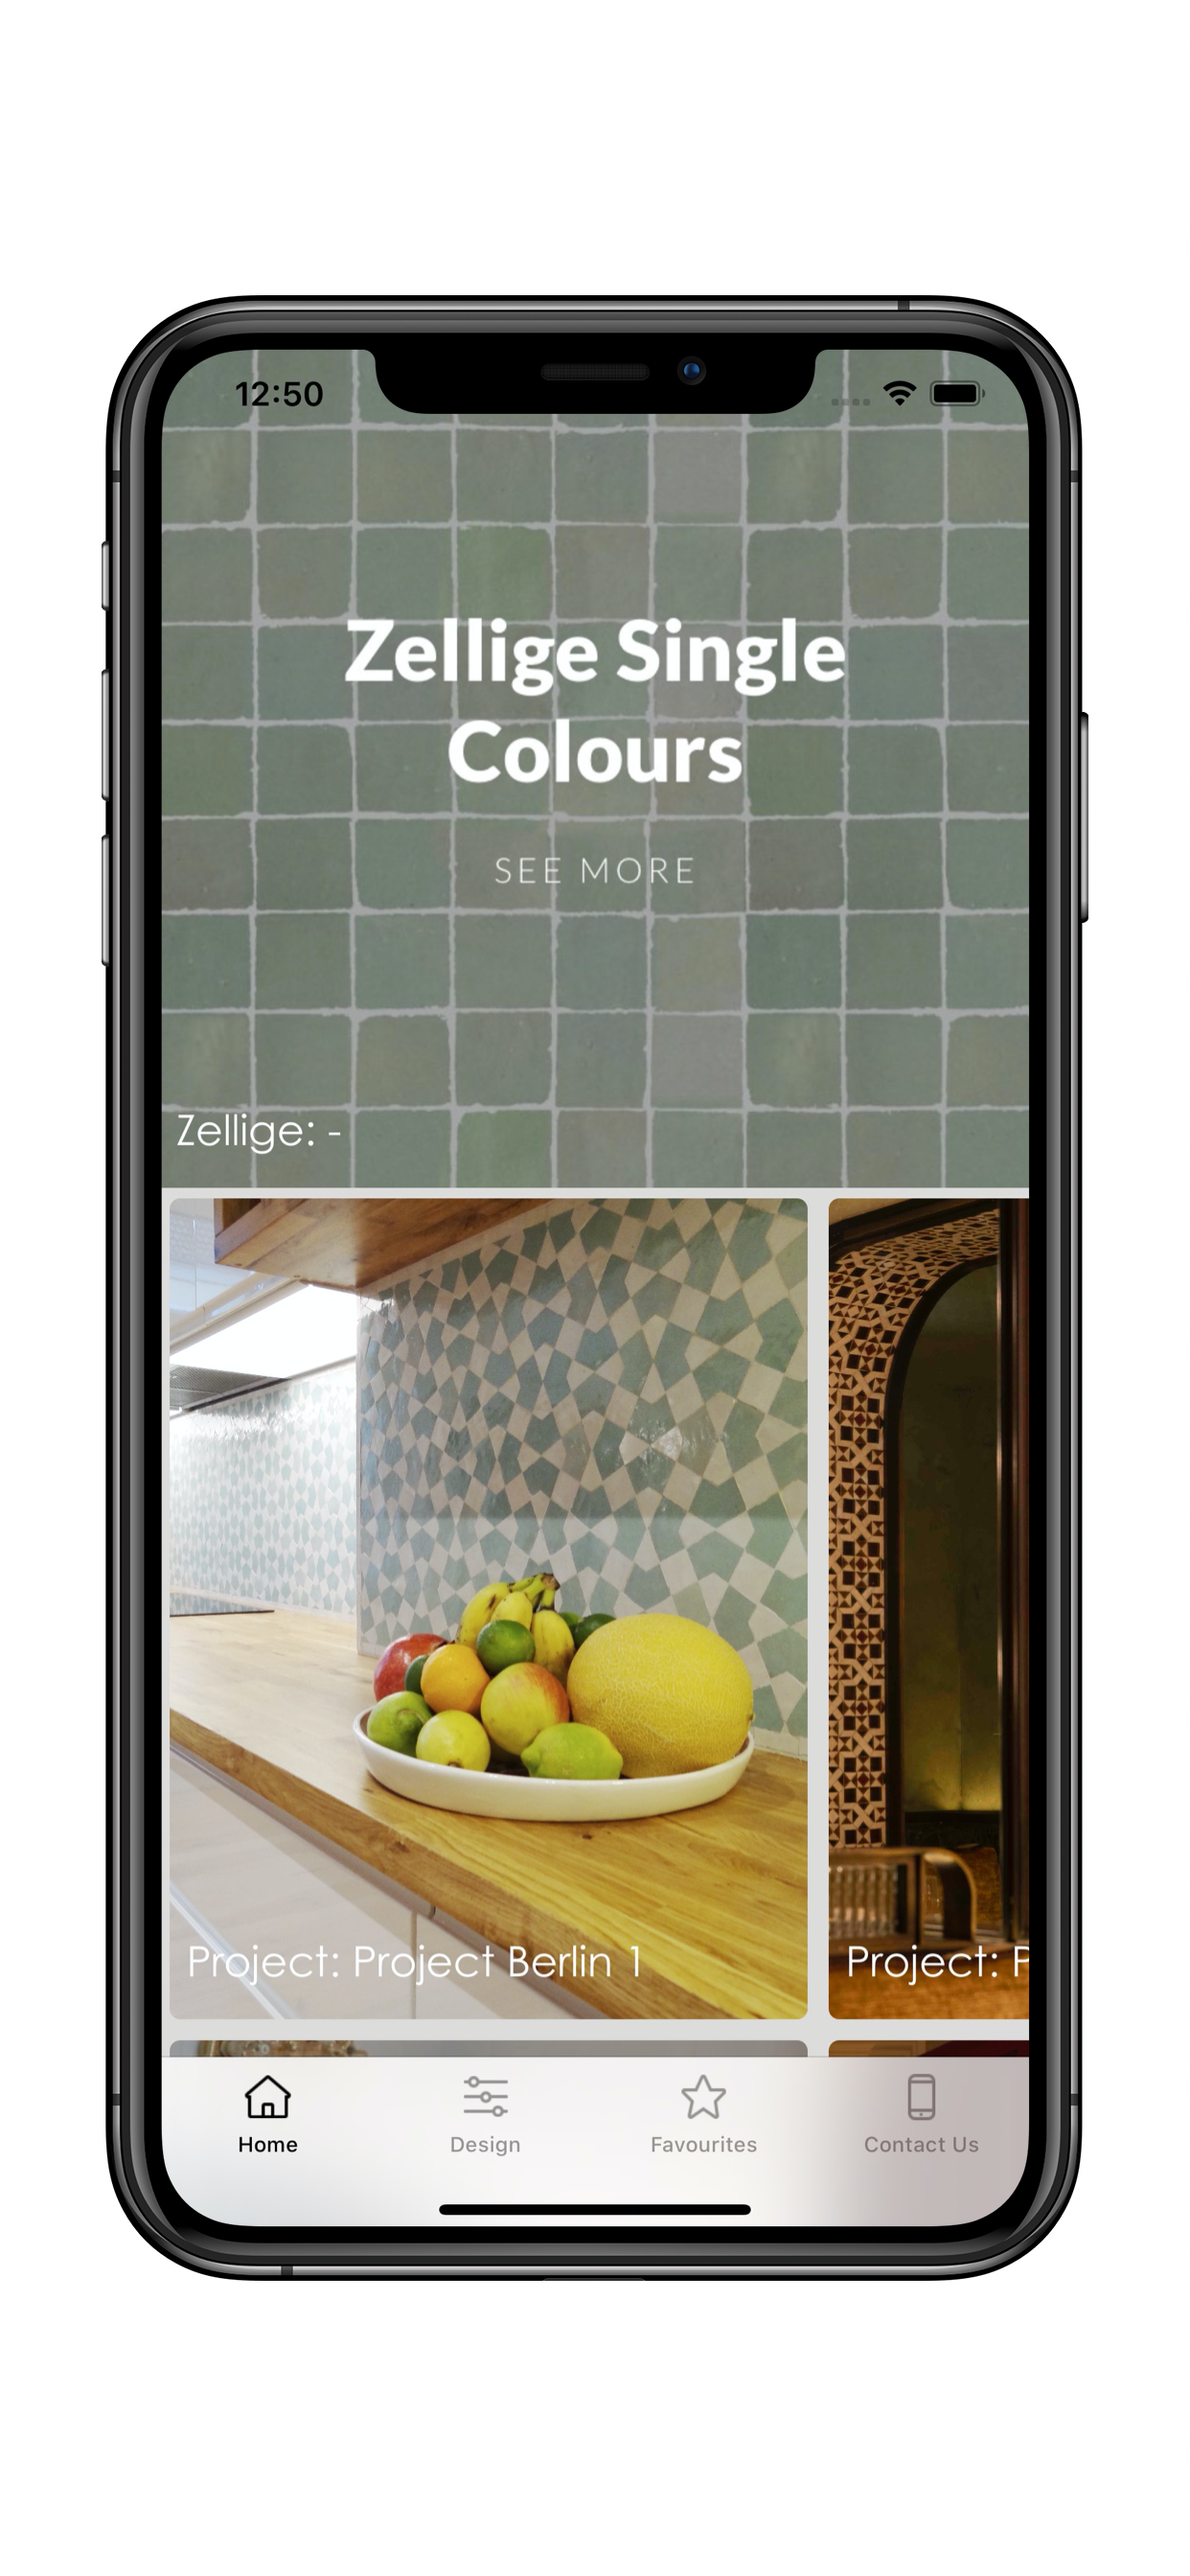 12:50
Zellige Single
Colours
SEE MORE
Zellige: -
Project: Project Berlin 1
Project: P
Home
Design
Favourites
Contact Us